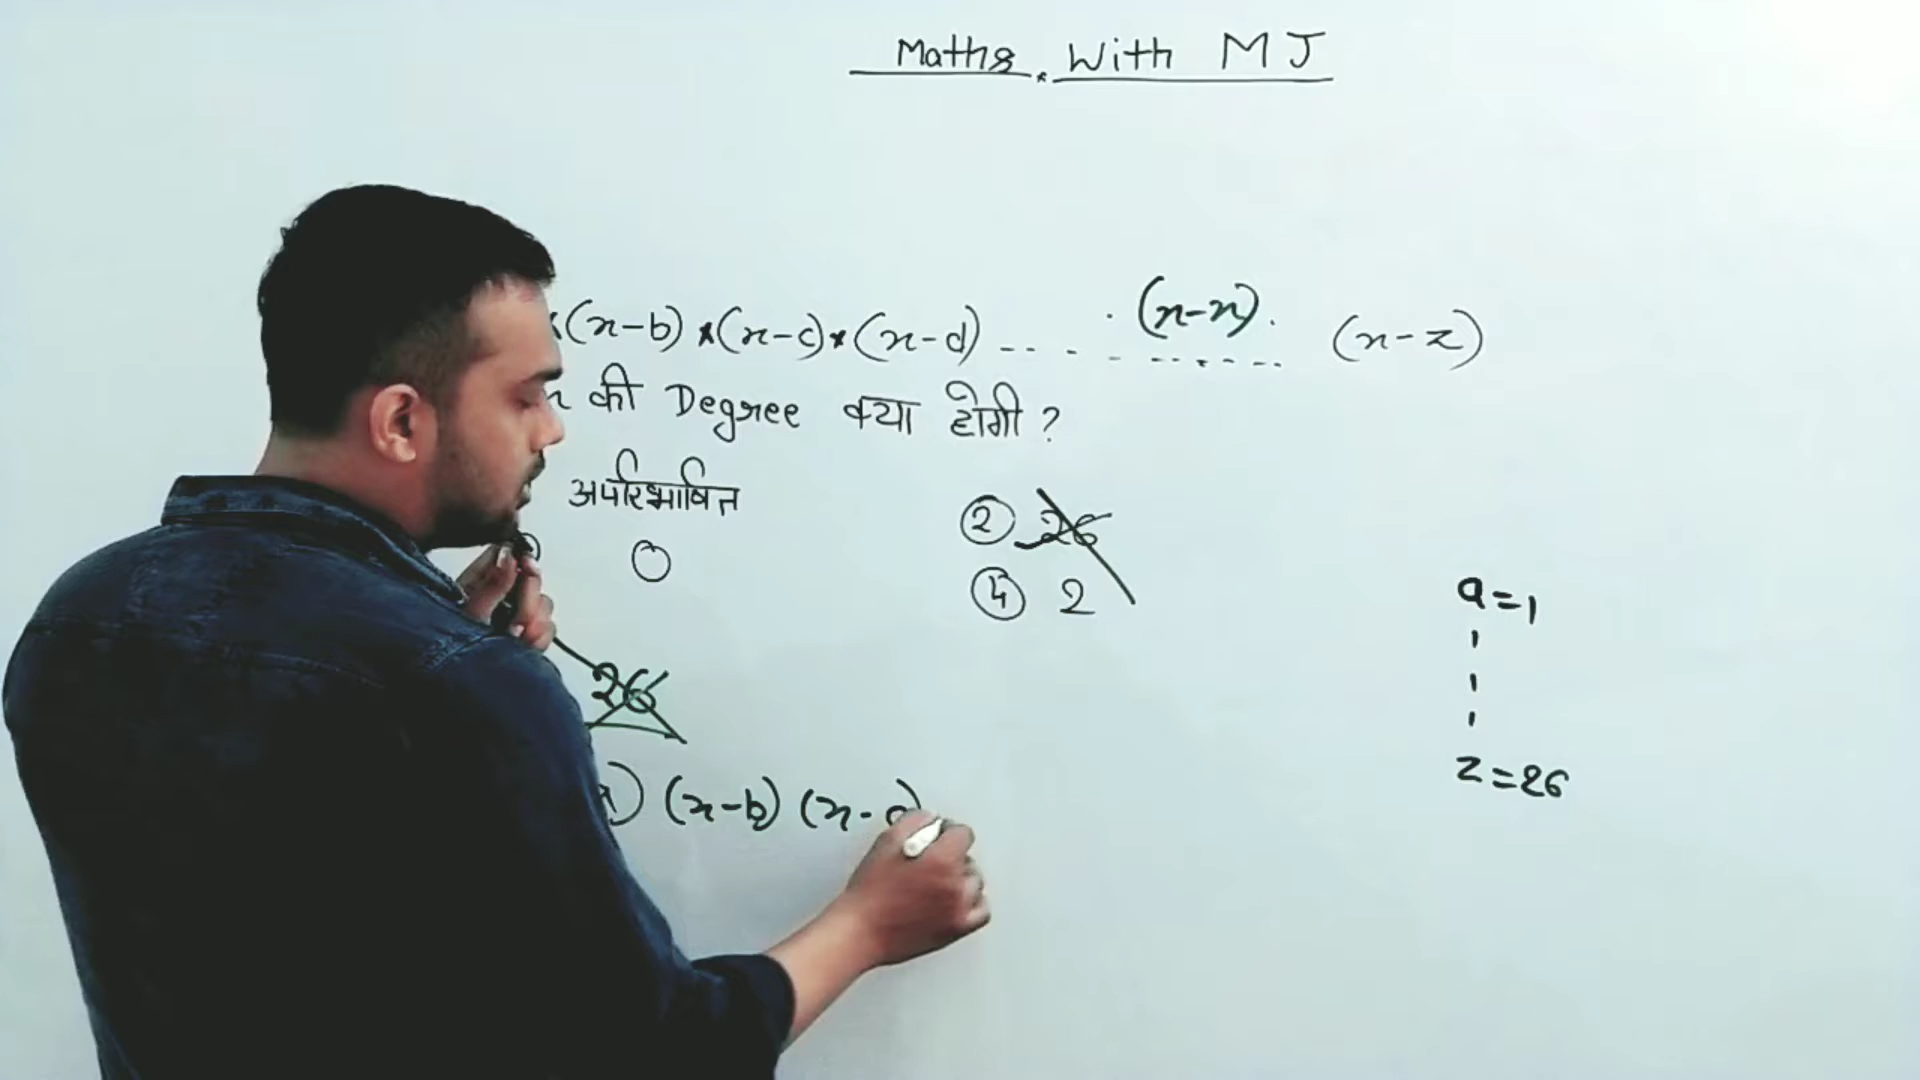 Maths With MJ
(x-b) * (x-c) * (x-d) ............ (x-x). (x-z)
की Degree क्या होगी ?
अपरिभाषित ② 26
0 ④ 2
a=1
26
z=26
(x-b) (x-c)